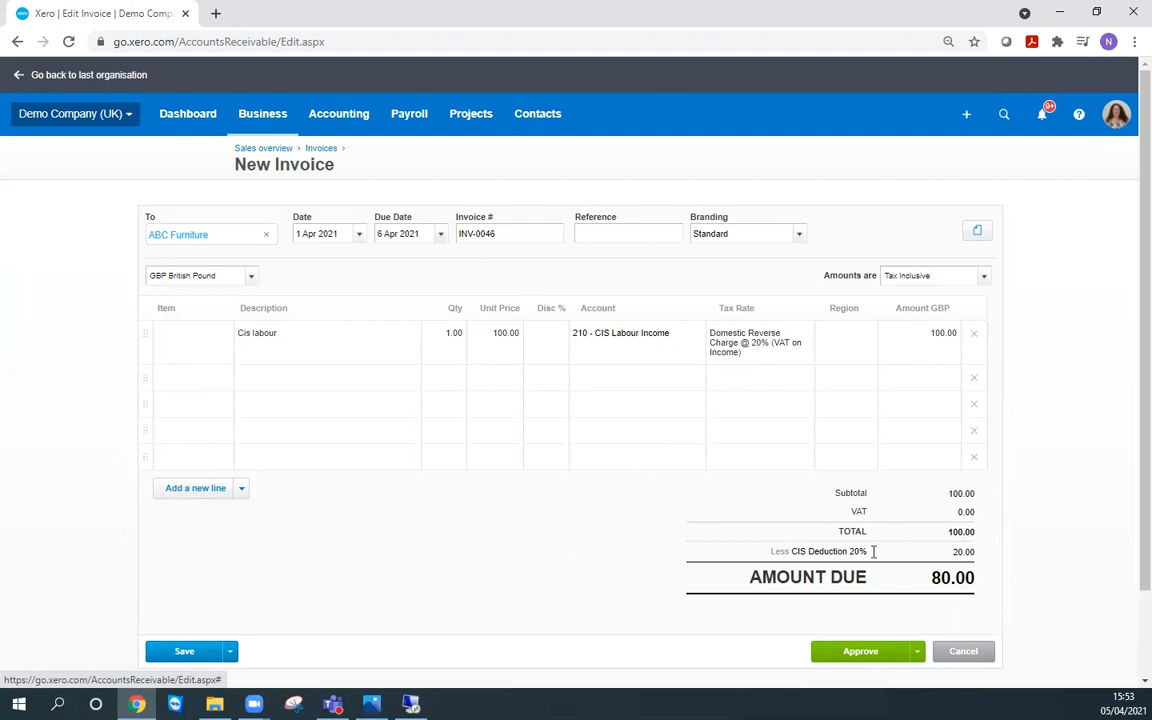 Xero | Edit Invoice | Demo Comp
go.xero.com/AccountsReceivable/Edit.aspx
N
Go back to last organisation
Demo Company (UK)
Dashboard
Business
Accounting
Payroll
Projects
Contacts
9+
Sales overview › Invoices ›
New Invoice
To
Date
Due Date
Invoice #
Reference
Branding
ABC Furniture
1 Apr 2021
6 Apr 2021
INV-0046
Standard
GBP British Pound
Amounts are
Tax Inclusive
Item
Description
Qty
Unit Price
Disc %
Account
Tax Rate
Region
Amount GBP
Cis labour
1.00
100.00
210 - CIS Labour Income
Domestic Reverse
Charge @ 20% (VAT on
Income)
100.00
Add a new line
Subtotal 100.00
VAT 0.00
TOTAL 100.00
Less CIS Deduction 20% 20.00
AMOUNT DUE 80.00
Save
Approve
Cancel
https://go.xero.com/AccountsReceivable/Edit.aspx#
15:53
05/04/2021